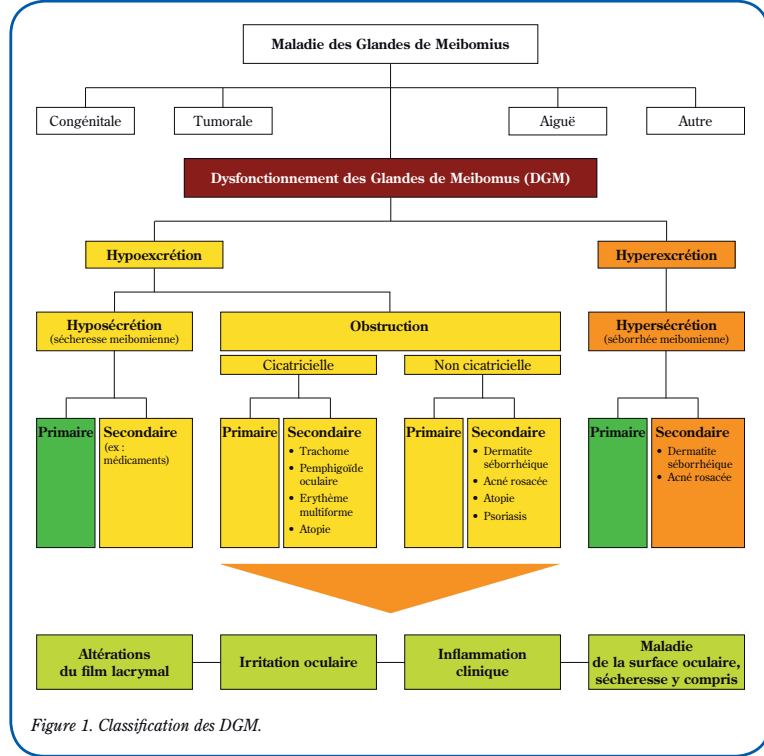 Maladie des Glandes de Meibomius
Congénitale
Tumorale
Aiguë
Autre
Dysfonctionnement des Glandes de Meibomus (DGM)
Hypoexcrétion
Hyperexcrétion
Hyposécrétion
(sécheresse meibomienne)
Obstruction
Hypersécrétion
(séborrhée meibomienne)
Cicatricielle
Non cicatricielle
Primaire
Secondaire
(ex :
médicaments)
Primaire
Secondaire
• Trachome
• Pemphigoïde
oculaire
• Erythème
multiforme
• Atopie
Primaire
Secondaire
• Dermatite
séborrhéique
• Acné rosacée
• Atopie
• Psoriasis
Primaire
Secondaire
• Dermatite
séborrhéique
• Acné rosacée
Altérations
du film lacrymal
Irritation oculaire
Inflammation
clinique
Maladie
de la surface oculaire,
sécheresse y compris
Figure 1. Classification des DGM.